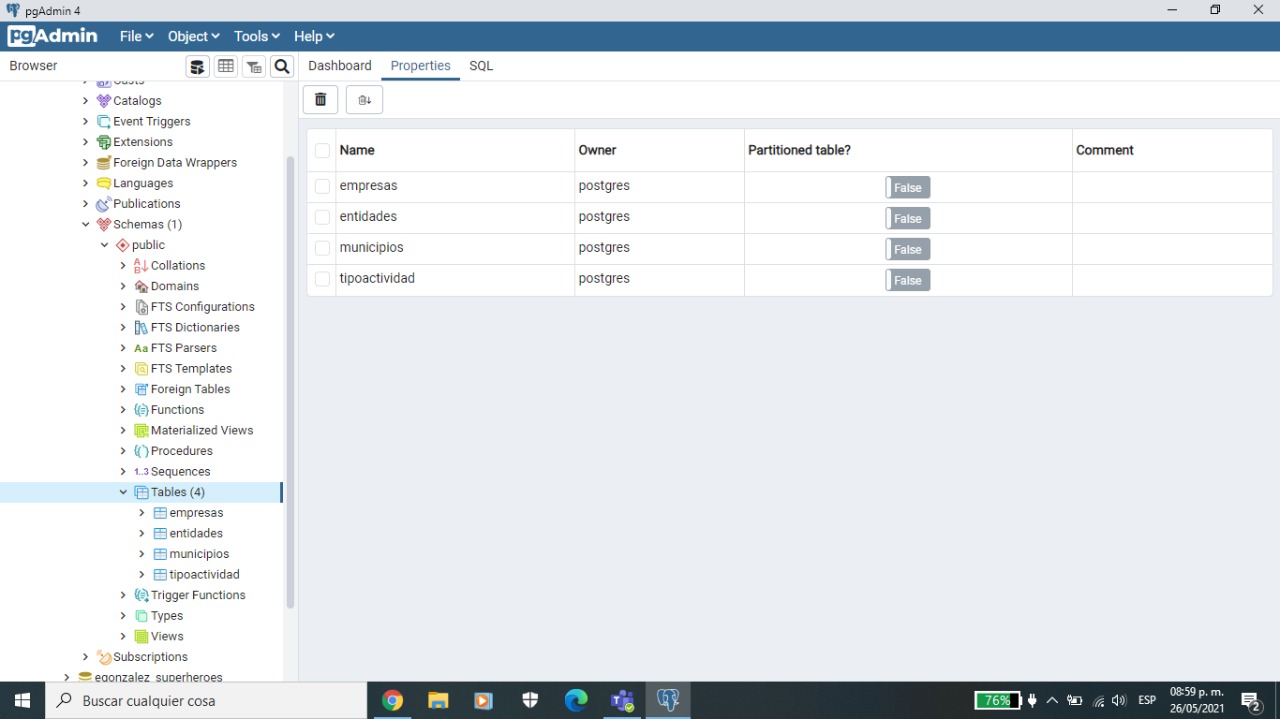 pgAdmin 4
pgAdmin File Object Tools Help
Browser Dashboard Properties SQL
Casts
Catalogs
Event Triggers
Extensions
Foreign Data Wrappers
Languages
Publications
Schemas (1)
public
Collations
Domains
FTS Configurations
FTS Dictionaries
Aa FTS Parsers
FTS Templates
Foreign Tables
Functions
Materialized Views
Procedures
1..3 Sequences
Tables (4)
empresas
entidades
municipios
tipoactividad
Trigger Functions
Types
Views
Subscriptions
egonzalez_superheroes
Name Owner Partitioned table? Comment
empresas postgres False
entidades postgres False
municipios postgres False
tipoactividad postgres False
Buscar cualquier cosa
76%
ESP
08:59 p. m.
26/05/2021
2